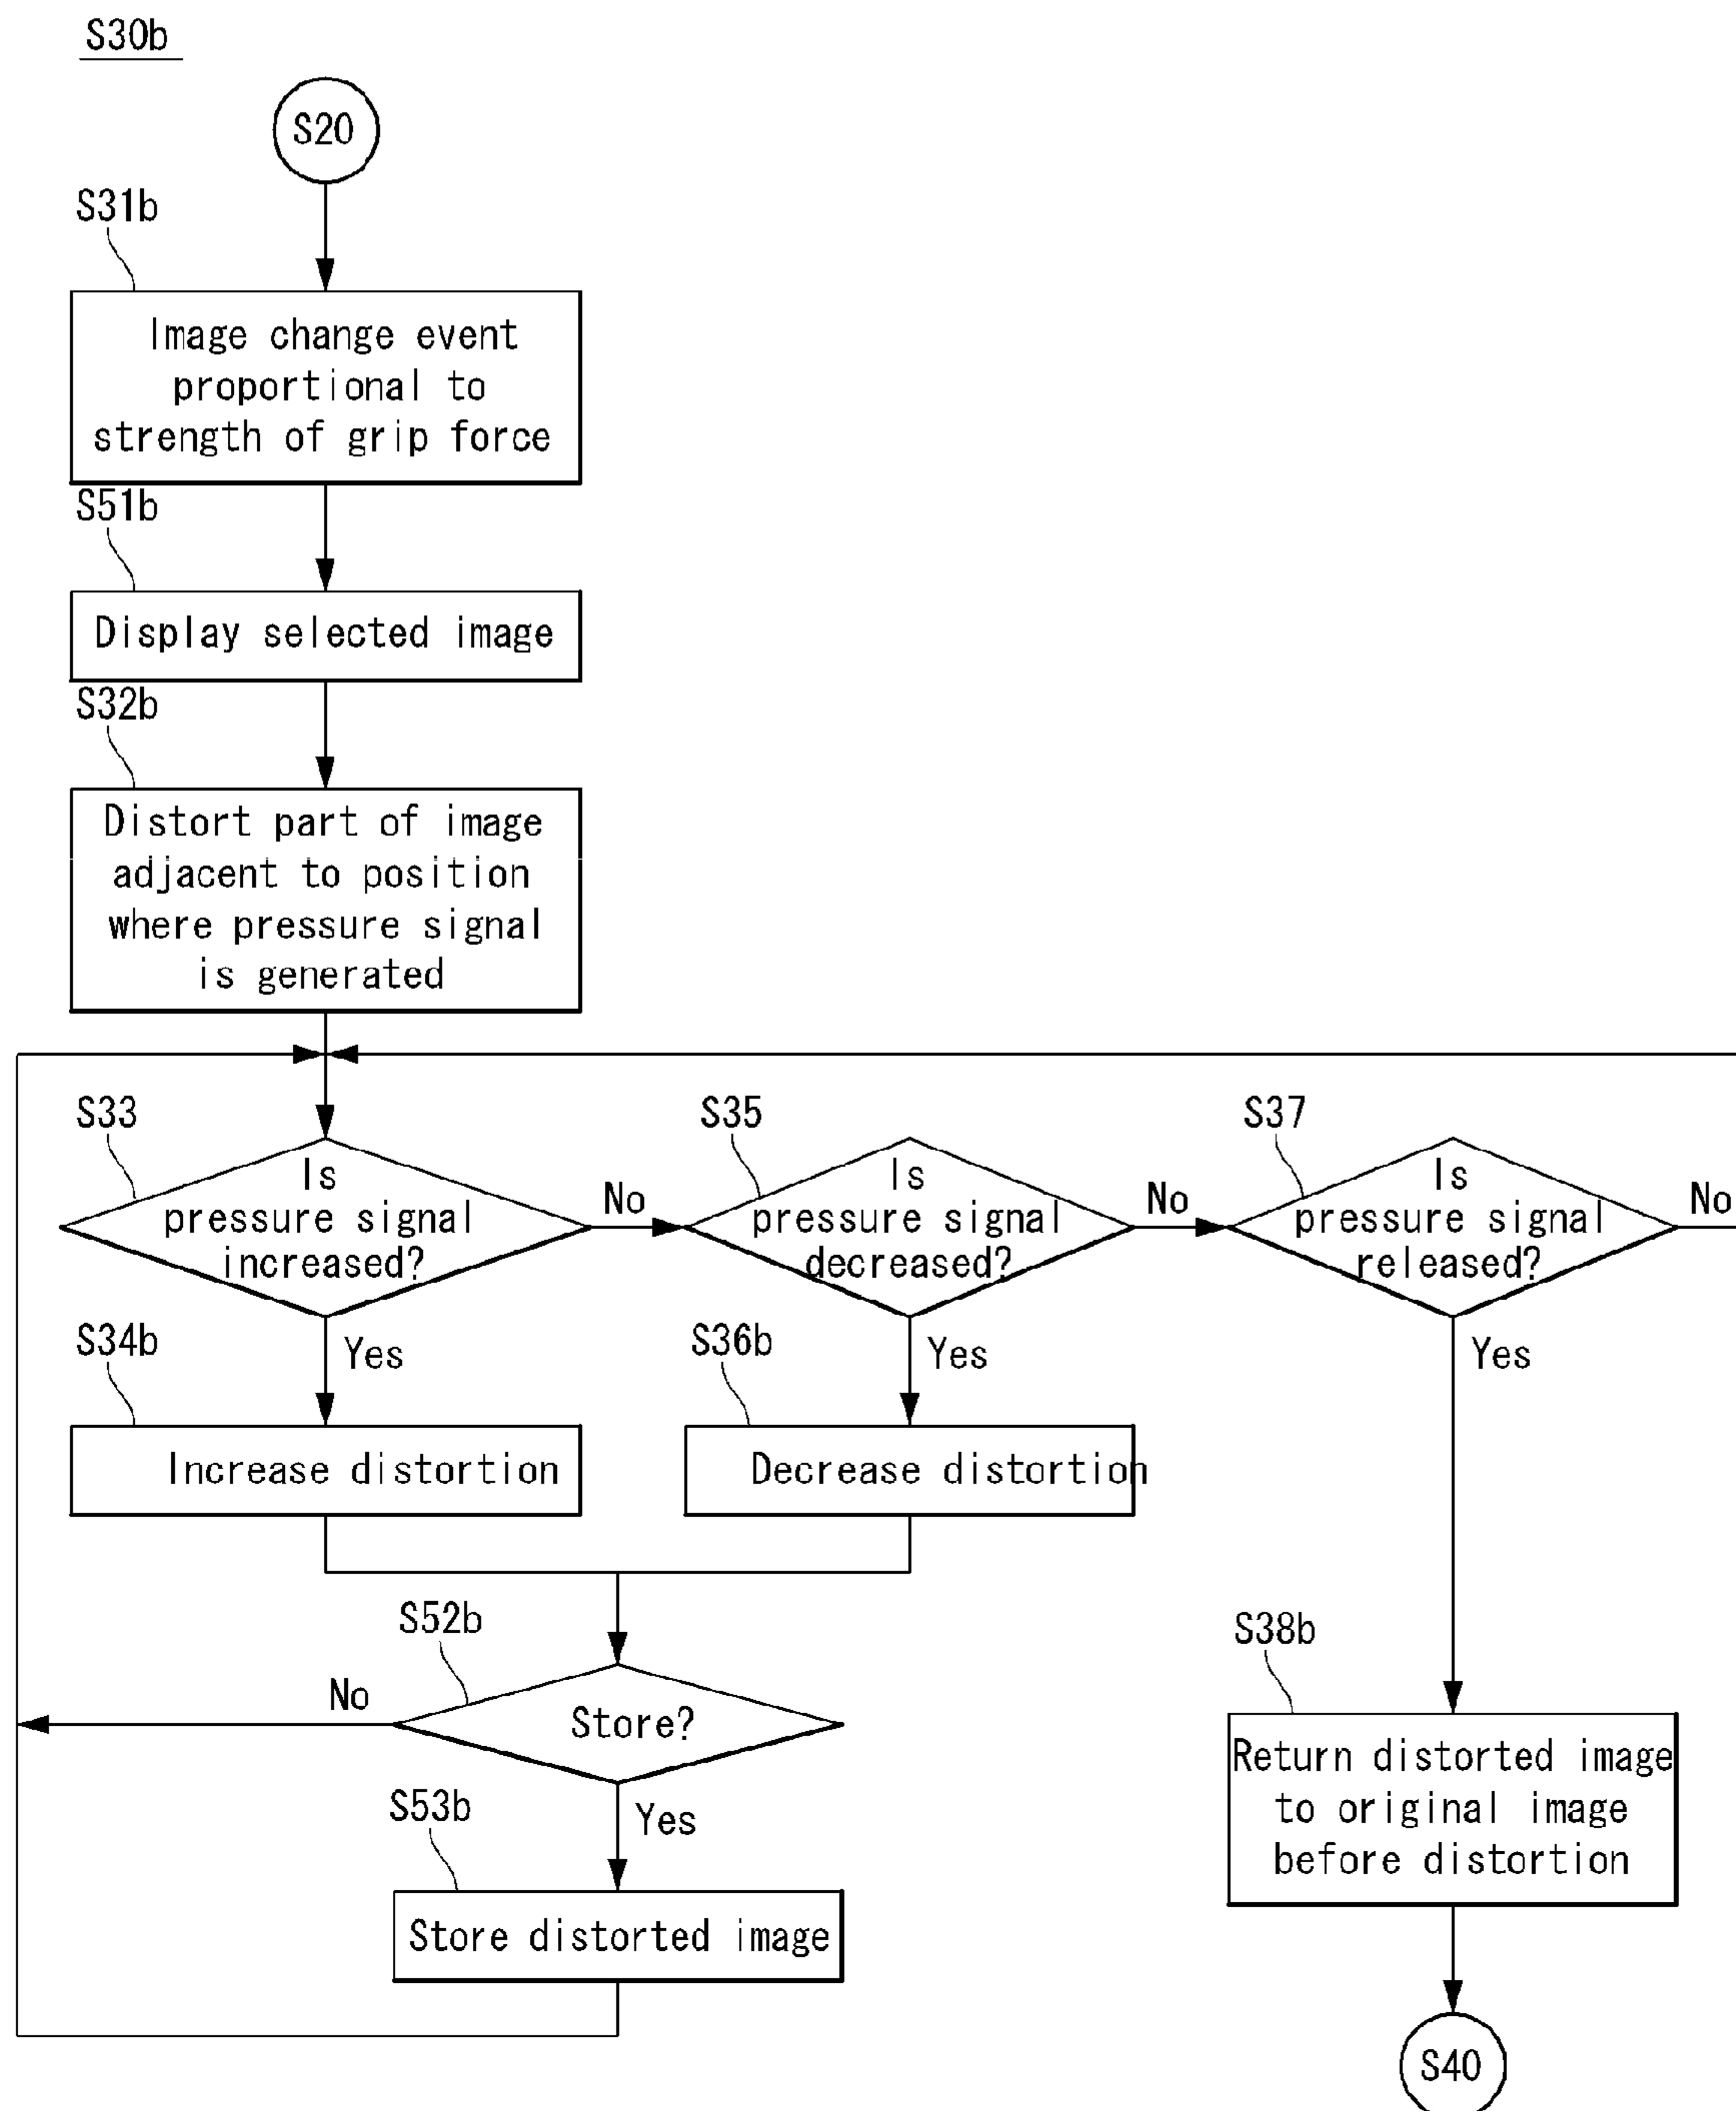 S30b
S20
S31b
Image change event
proportional to
strength of grip force
S51b
Display selected image
S32b
Distort part of image
adjacent to position
where pressure signal
is generated
S33
Is
pressure signal
increased?
No
S35
Is
pressure signal
decreased?
No
S37
Is
pressure signal
released?
No
S34b
Yes
Increase distortion
S36b
Yes
Decrease distortion
Yes
S52b
No
Store?
S53b
Yes
Store distorted image
S38b
Return distorted image
to original image
before distortion
S40